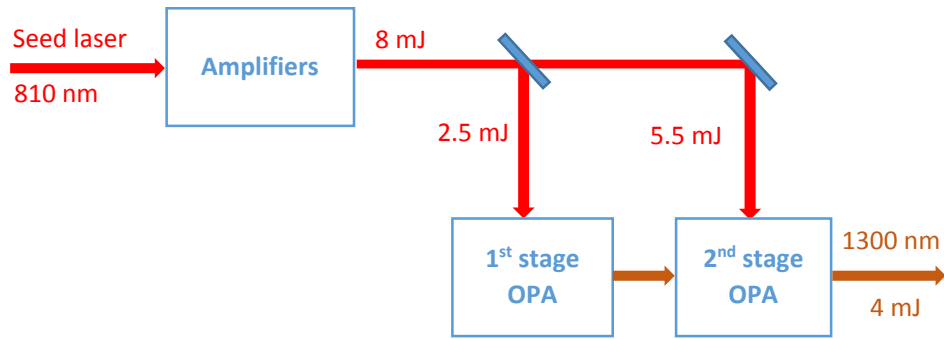 Seed laser
810 nm
Amplifiers
8 mJ
2.5 mJ
5.5 mJ
1st stage
OPA
2nd stage
OPA
1300 nm
4 mJ